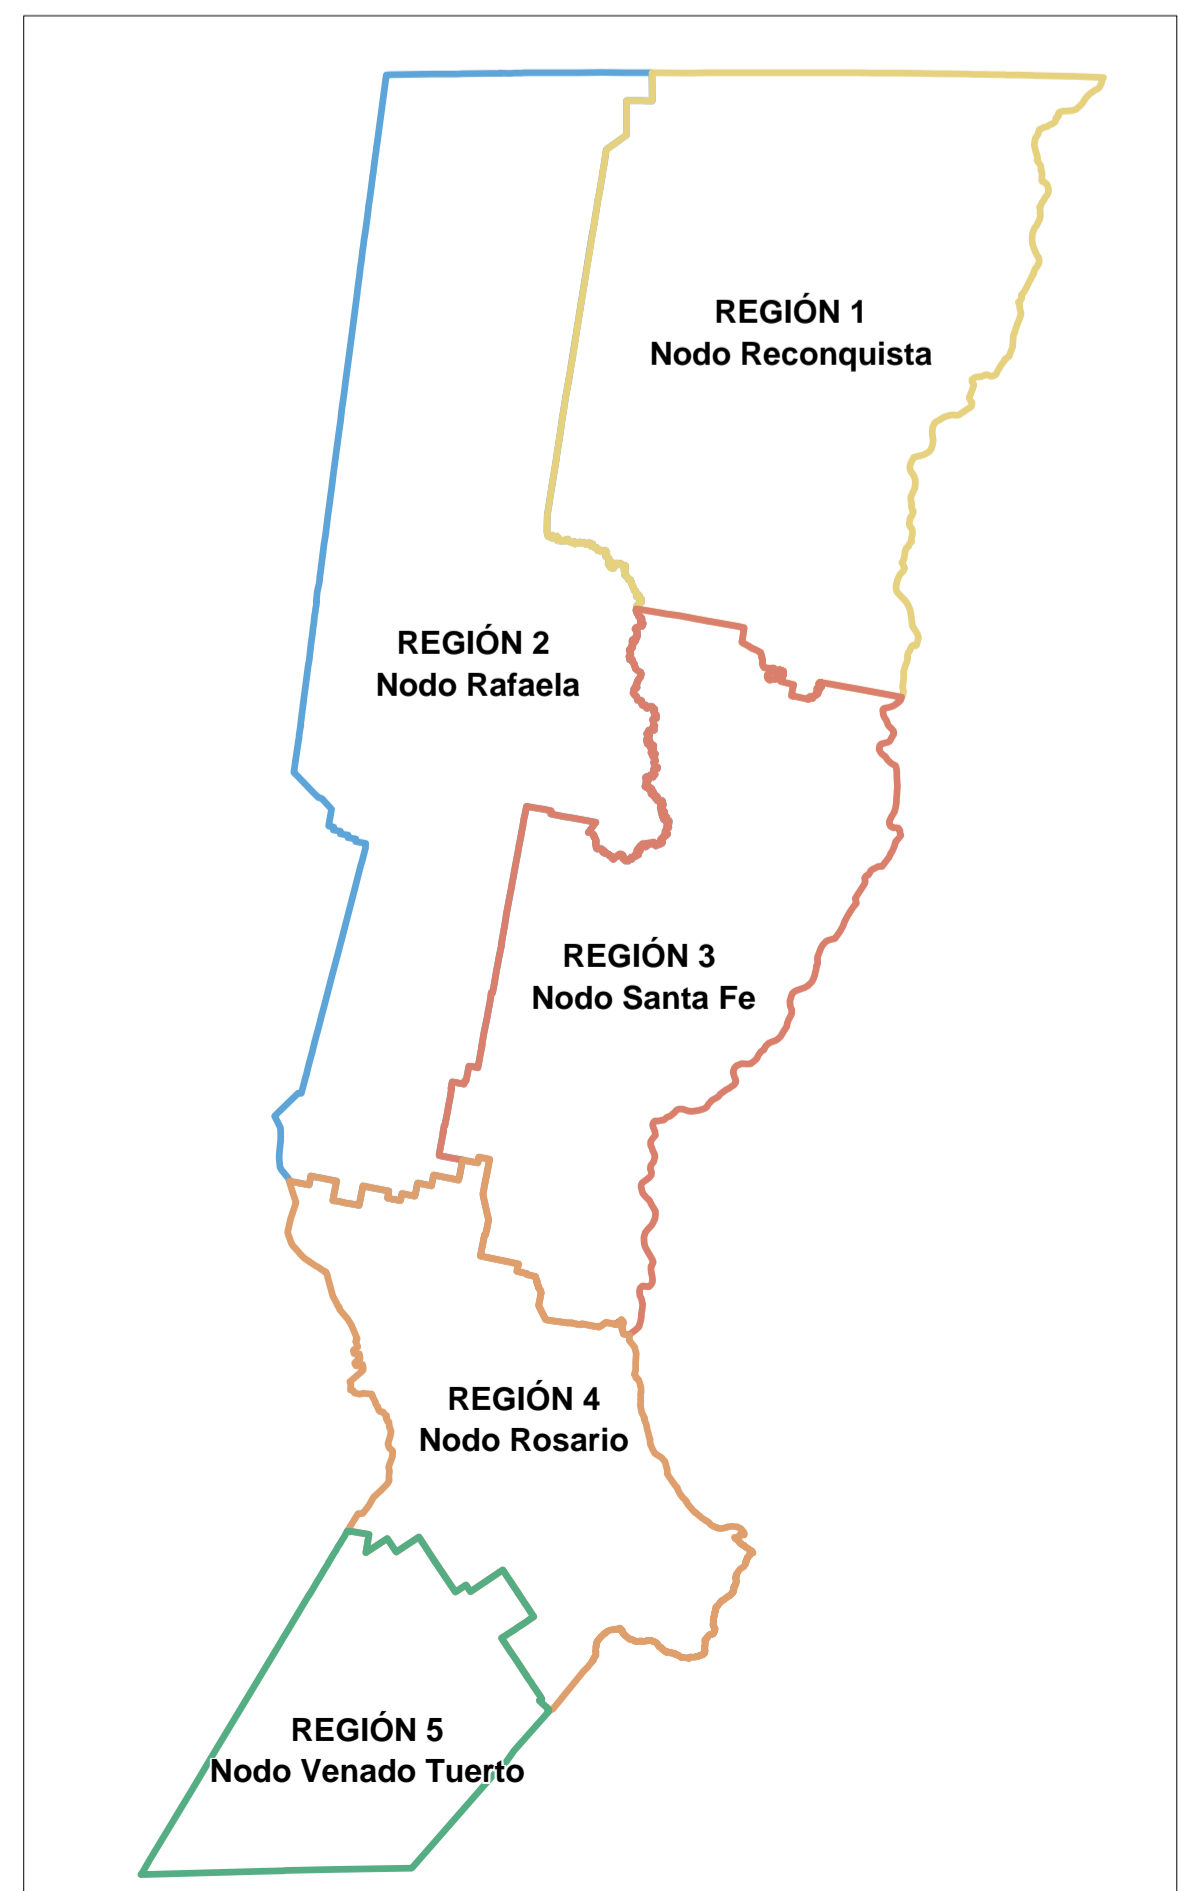 REGIÓN 1
Nodo Reconquista
REGIÓN 2
Nodo Rafaela
REGIÓN 3
Nodo Santa Fe
REGIÓN 4
Nodo Rosario
REGIÓN 5
Nodo Venado Tuerto